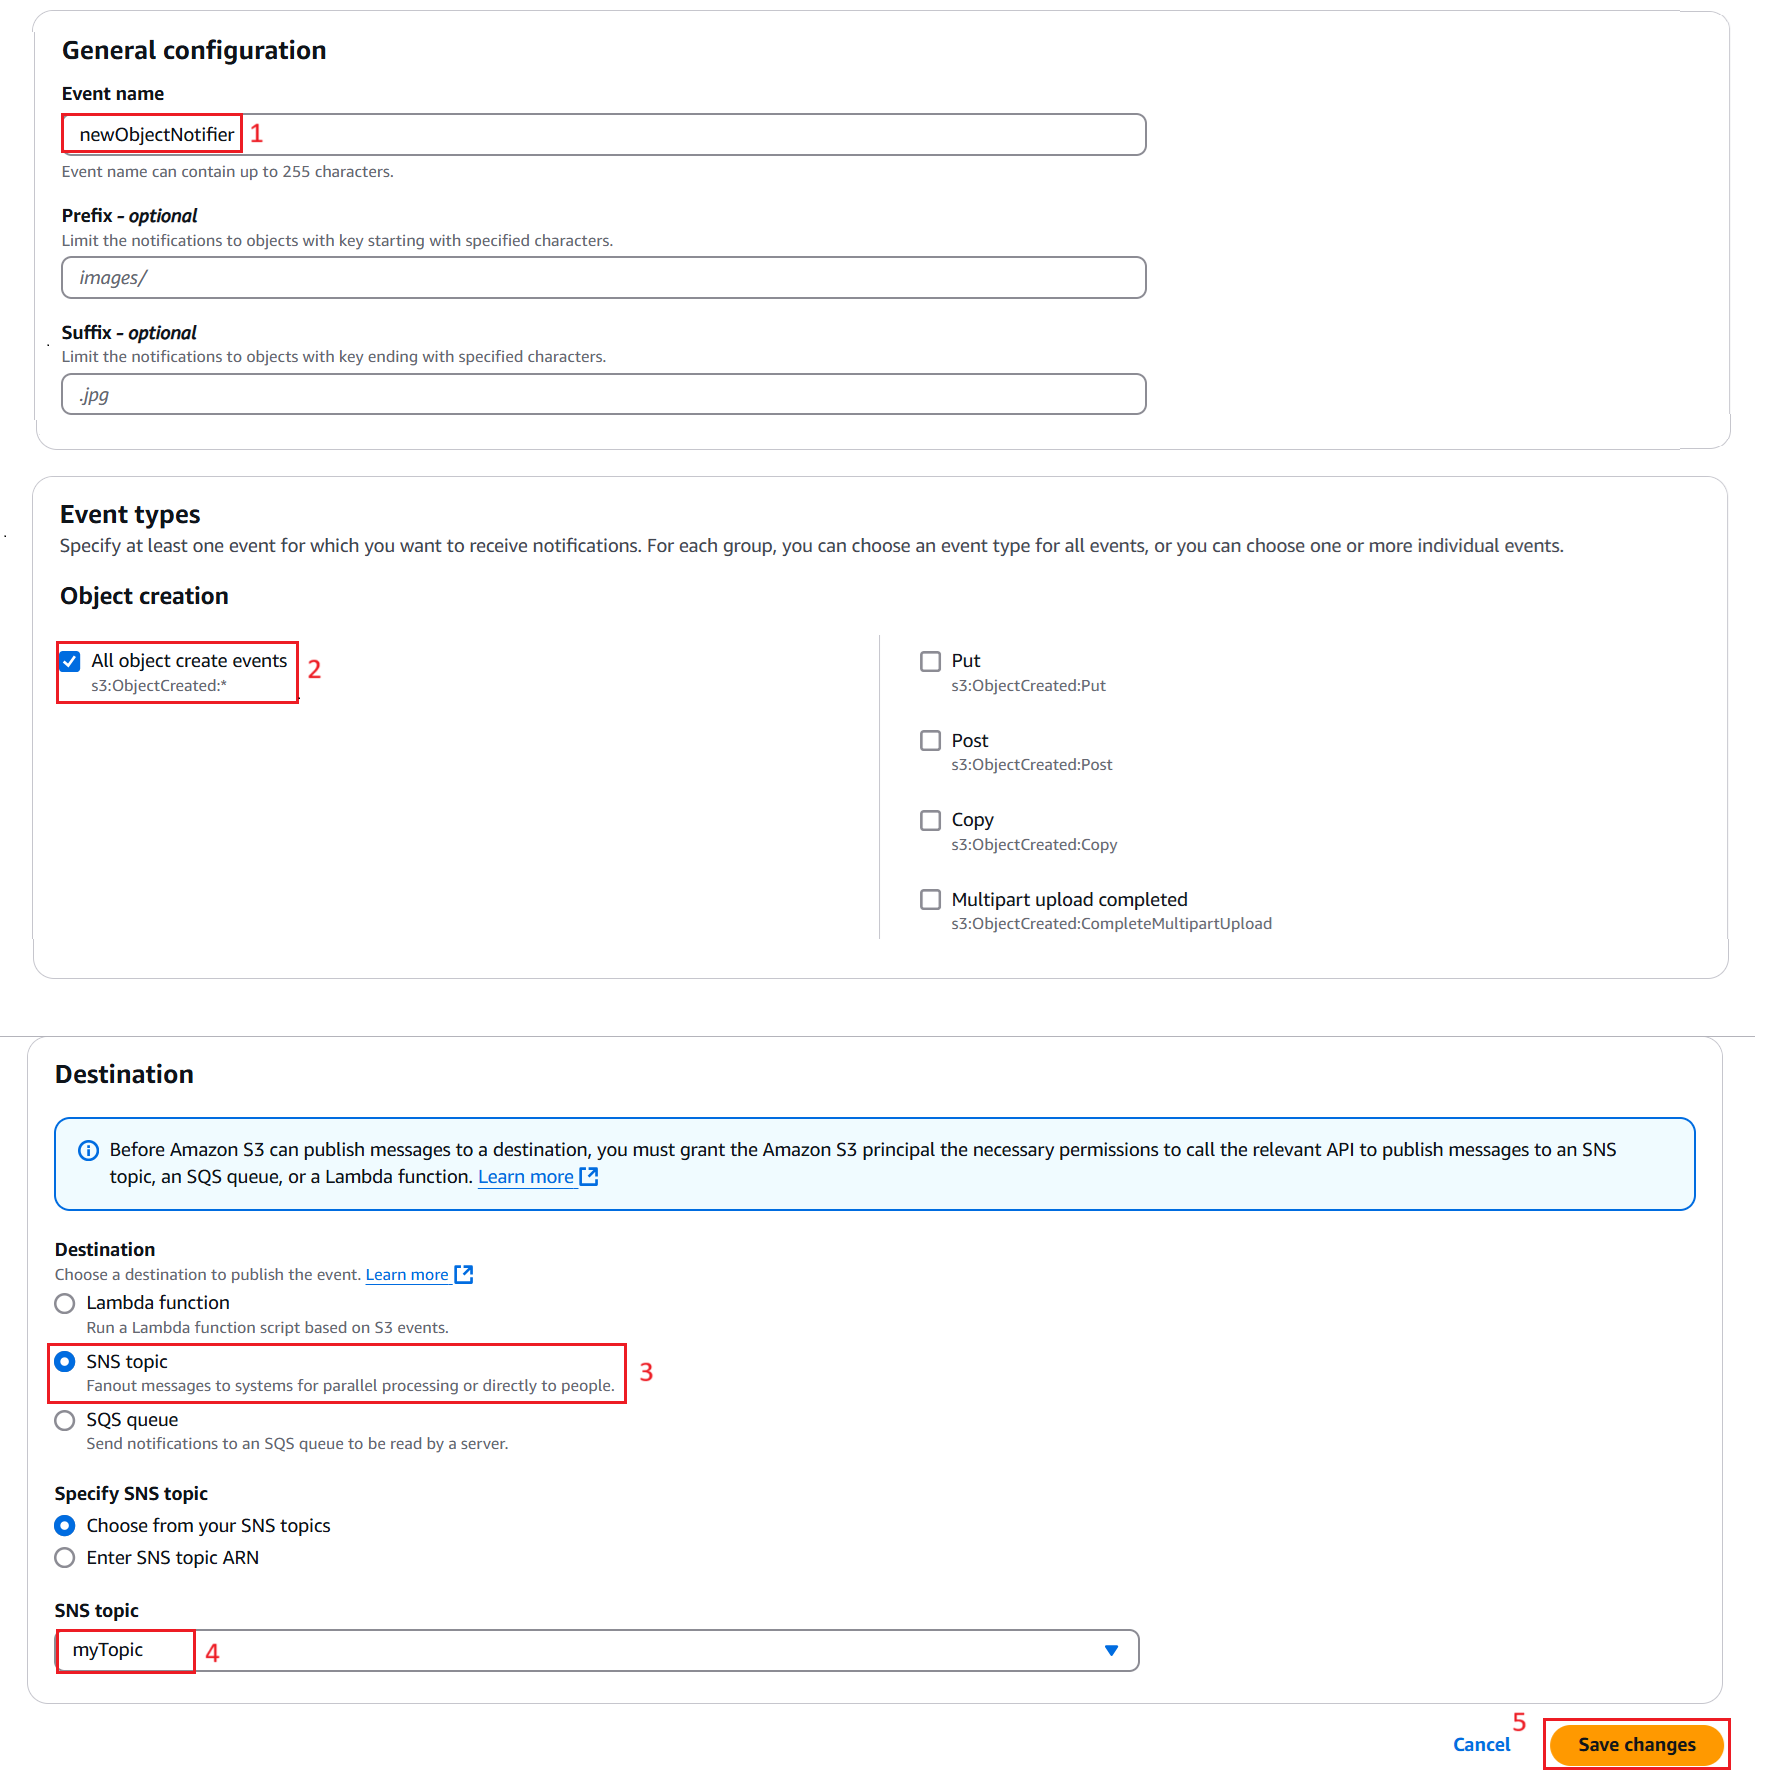 General configuration
Event name
newObjectNotifier 1
Event name can contain up to 255 characters.
Prefix - optional
Limit the notifications to objects with key starting with specified characters.
images/
Suffix - optional
Limit the notifications to objects with key ending with specified characters.
.jpg
Event types
Specify at least one event for which you want to receive notifications. For each group, you can choose an event type for all events, or you can choose one or more individual events.
Object creation
All object create events
s3:ObjectCreated:*
2
Put
s3:ObjectCreated:Put
Post
s3:ObjectCreated:Post
Copy
s3:ObjectCreated:Copy
Multipart upload completed
s3:ObjectCreated:CompleteMultipartUpload
Destination
Before Amazon S3 can publish messages to a destination, you must grant the Amazon S3 principal the necessary permissions to call the relevant API to publish messages to an SNS
topic, an SQS queue, or a Lambda function. Learn more
Destination
Choose a destination to publish the event. Learn more
Lambda function
Run a Lambda function script based on S3 events.
SNS topic
Fanout messages to systems for parallel processing or directly to people.
3
SQS queue
Send notifications to an SQS queue to be read by a server.
Specify SNS topic
Choose from your SNS topics
Enter SNS topic ARN
SNS topic
myTopic 4
5
Cancel Save changes